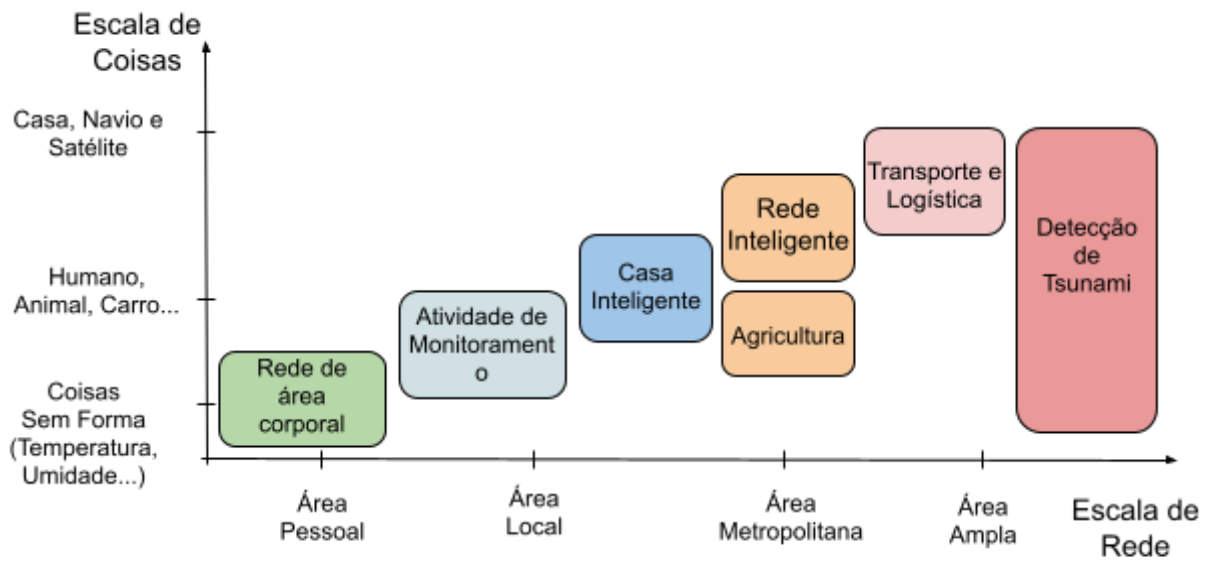 Escala de
Coisas
Casa, Navio e
Satélite
Humano,
Animal, Carro...
Coisas
Sem Forma
(Temperatura,
Umidade...)
Rede de
área
corporal
Atividade de
Monitorament
o
Casa
Inteligente
Rede
Inteligente
Agricultura
Transporte e
Logística
Detecção
de
Tsunami
Área
Pessoal
Área
Local
Área
Metropolitana
Área
Ampla
Escala de
Rede